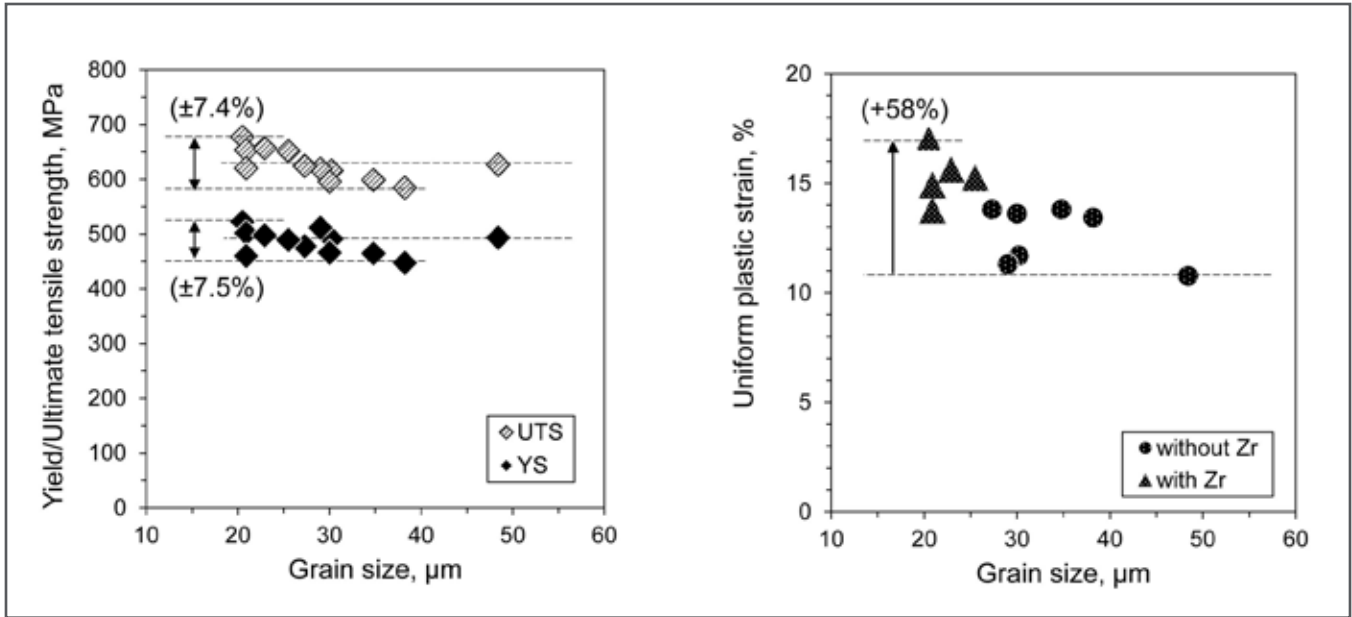 Yield/Ultimate tensile strength, MPa
800
700
600
500
400
300
200
100
0
(±7.4%)
(±7.5%)
UTS
YS
10 20 30 40 50 60
Grain size, µm
Uniform plastic strain, %
20
15
10
5
0
(+58%)
without Zr
with Zr
10 20 30 40 50 60
Grain size, µm